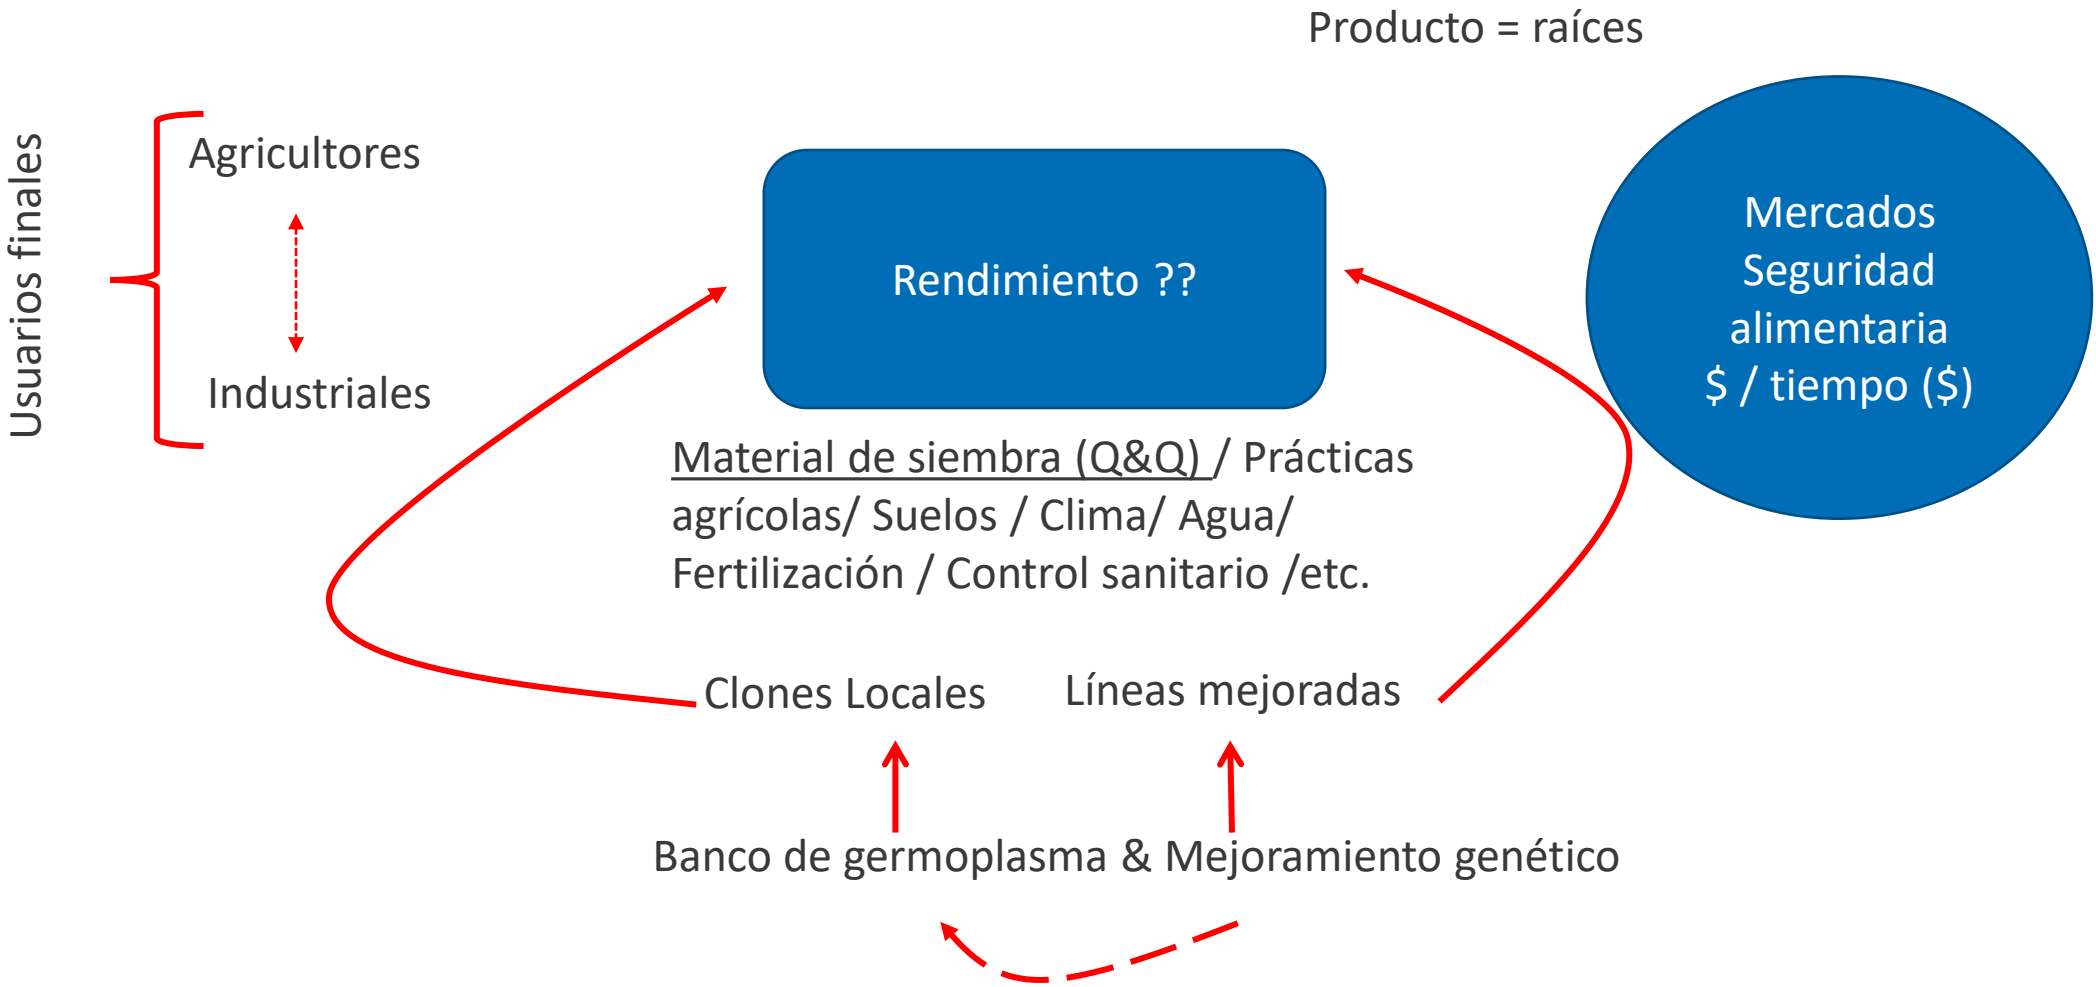 Producto = raíces
Usuarios finales
Agricultores
Industriales
Rendimiento ??
Mercados
Seguridad
alimentaria
$ / tiempo ($)
Material de siembra (Q&Q) / Prácticas
agrícolas/ Suelos / Clima/ Agua/
Fertilización / Control sanitario /etc.
Clones Locales
Líneas mejoradas
Banco de germoplasma & Mejoramiento genético